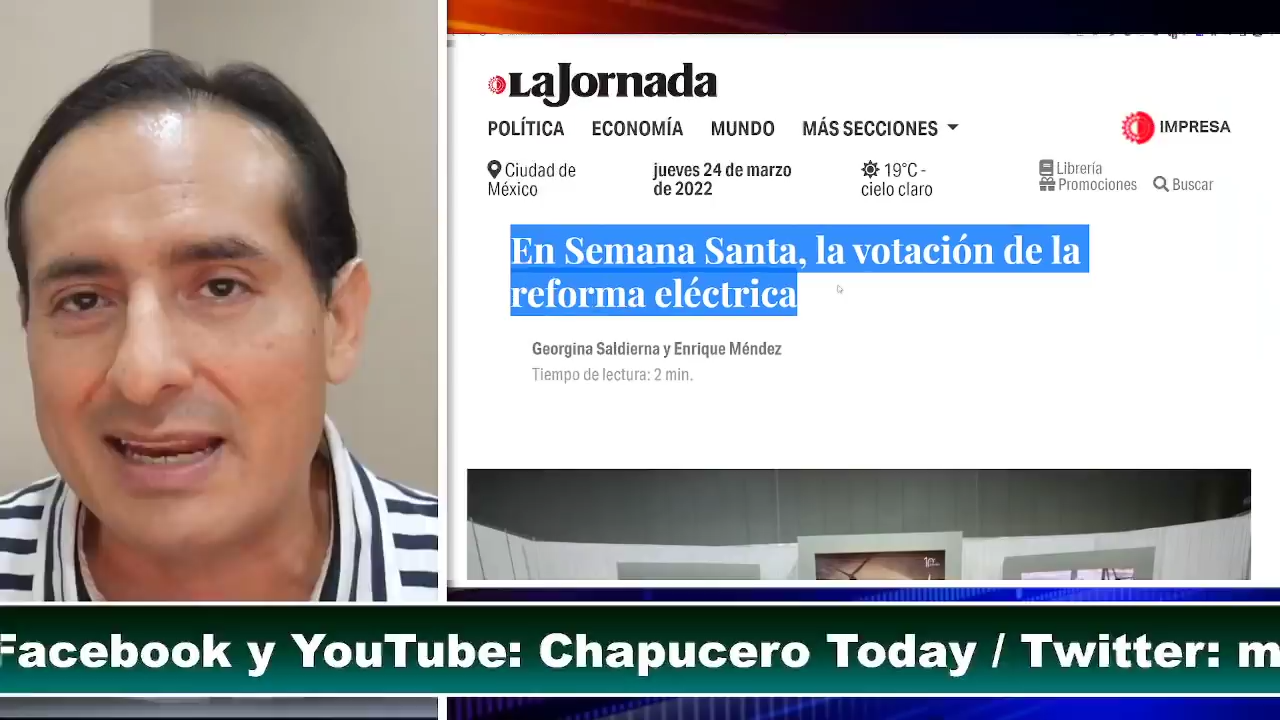 LaJornada
POLÍTICA ECONOMÍA MUNDO MÁS SECCIONES IMPRESA
Ciudad de México
jueves 24 de marzo de 2022
19°C - cielo claro
Librería
Promociones
Buscar
En Semana Santa, la votación de la
reforma eléctrica
Georgina Saldierna y Enrique Méndez
Tiempo de lectura: 2 min.
Facebook y YouTube: Chapucero Today / Twitter: m